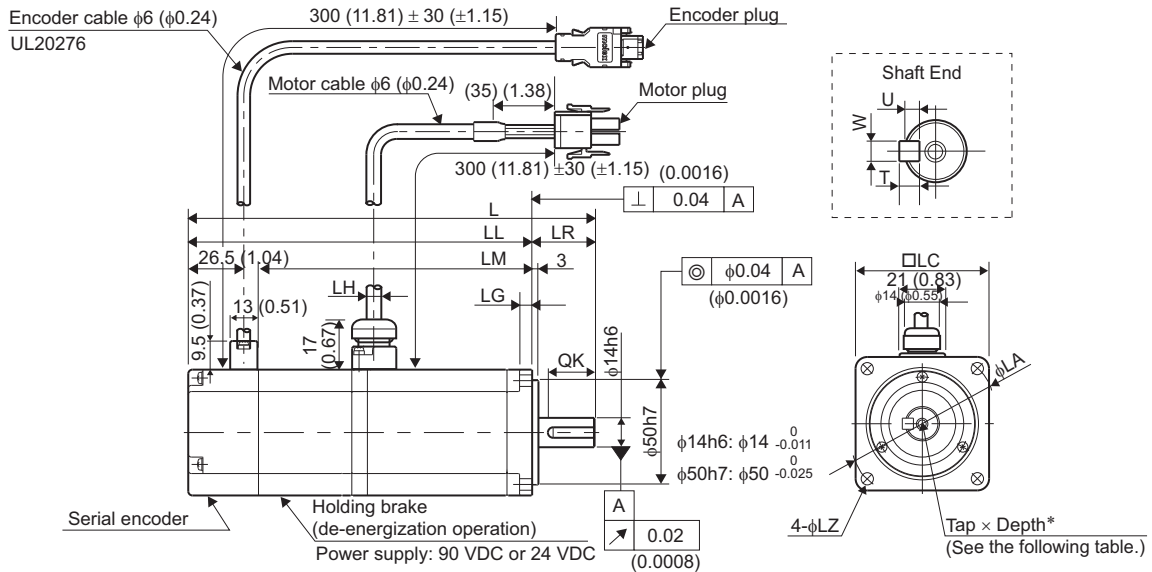 Encoder cable ϕ6 (ϕ0.24)
UL20276
300 (11.81) ± 30 (±1.15)
Encoder plug
molex
Motor cable ϕ6 (ϕ0.24)
(35) (1.38)
Motor plug
300 (11.81) ±30 (±1.15)
(0.0016)
⊥ 0.04 A
Shaft End
U
W
T
L
LL
LR
26.5 (1.04)
LM
3
◎ ϕ0.04 A
(ϕ0.0016)
LH
LG
13 (0.51)
9.5 (0.37)
17
(0.67)
QK
ϕ14h6
ϕ50h7
ϕ14h6: ϕ14 0 -0.011
ϕ50h7: ϕ50 0 -0.025
□LC
21 (0.83)
ϕ14 (ϕ0.55)
ϕLA
Serial encoder
Holding brake
(de-energization operation)
Power supply: 90 VDC or 24 VDC
A
↗ 0.02
(0.0008)
4-ϕLZ
Tap × Depth*
(See the following table.)